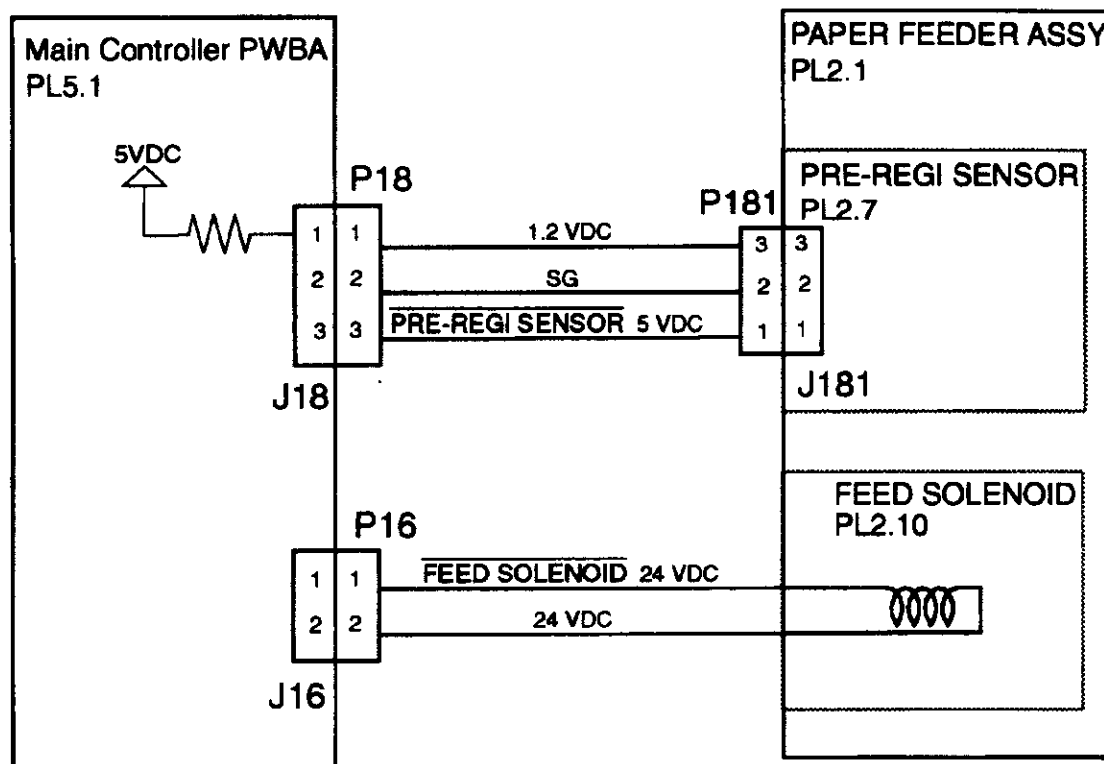 Main Controller PWBA
PL5.1
5VDC
P18
1 1
2 2
3 3
J18
1.2 VDC
SG
PRE-REGI SENSOR 5 VDC
PAPER FEEDER ASSY
PL2.1
PRE-REGI SENSOR
PL2.7
P181
3 3
2 2
1 1
J181
P16
1 1
2 2
J16
FEED SOLENOID 24 VDC
24 VDC
FEED SOLENOID
PL2.10